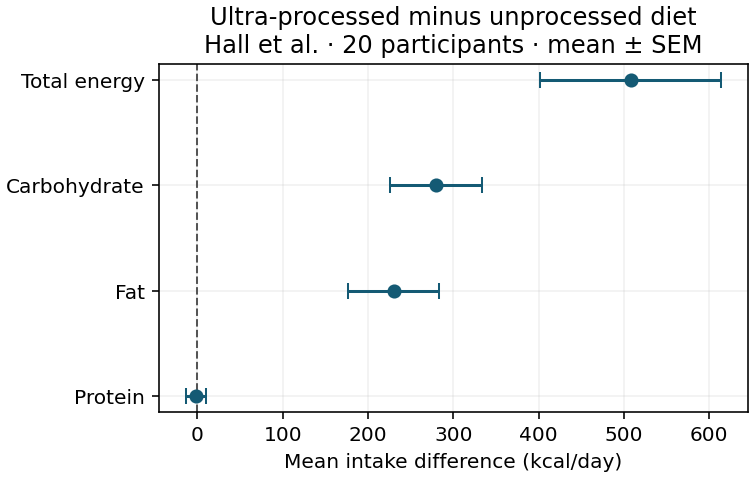 Ultra-processed minus unprocessed diet
Hall et al. · 20 participants · mean ± SEM
Total energy
Carbohydrate
Fat
Protein
0 100 200 300 400 500 600
Mean intake difference (kcal/day)